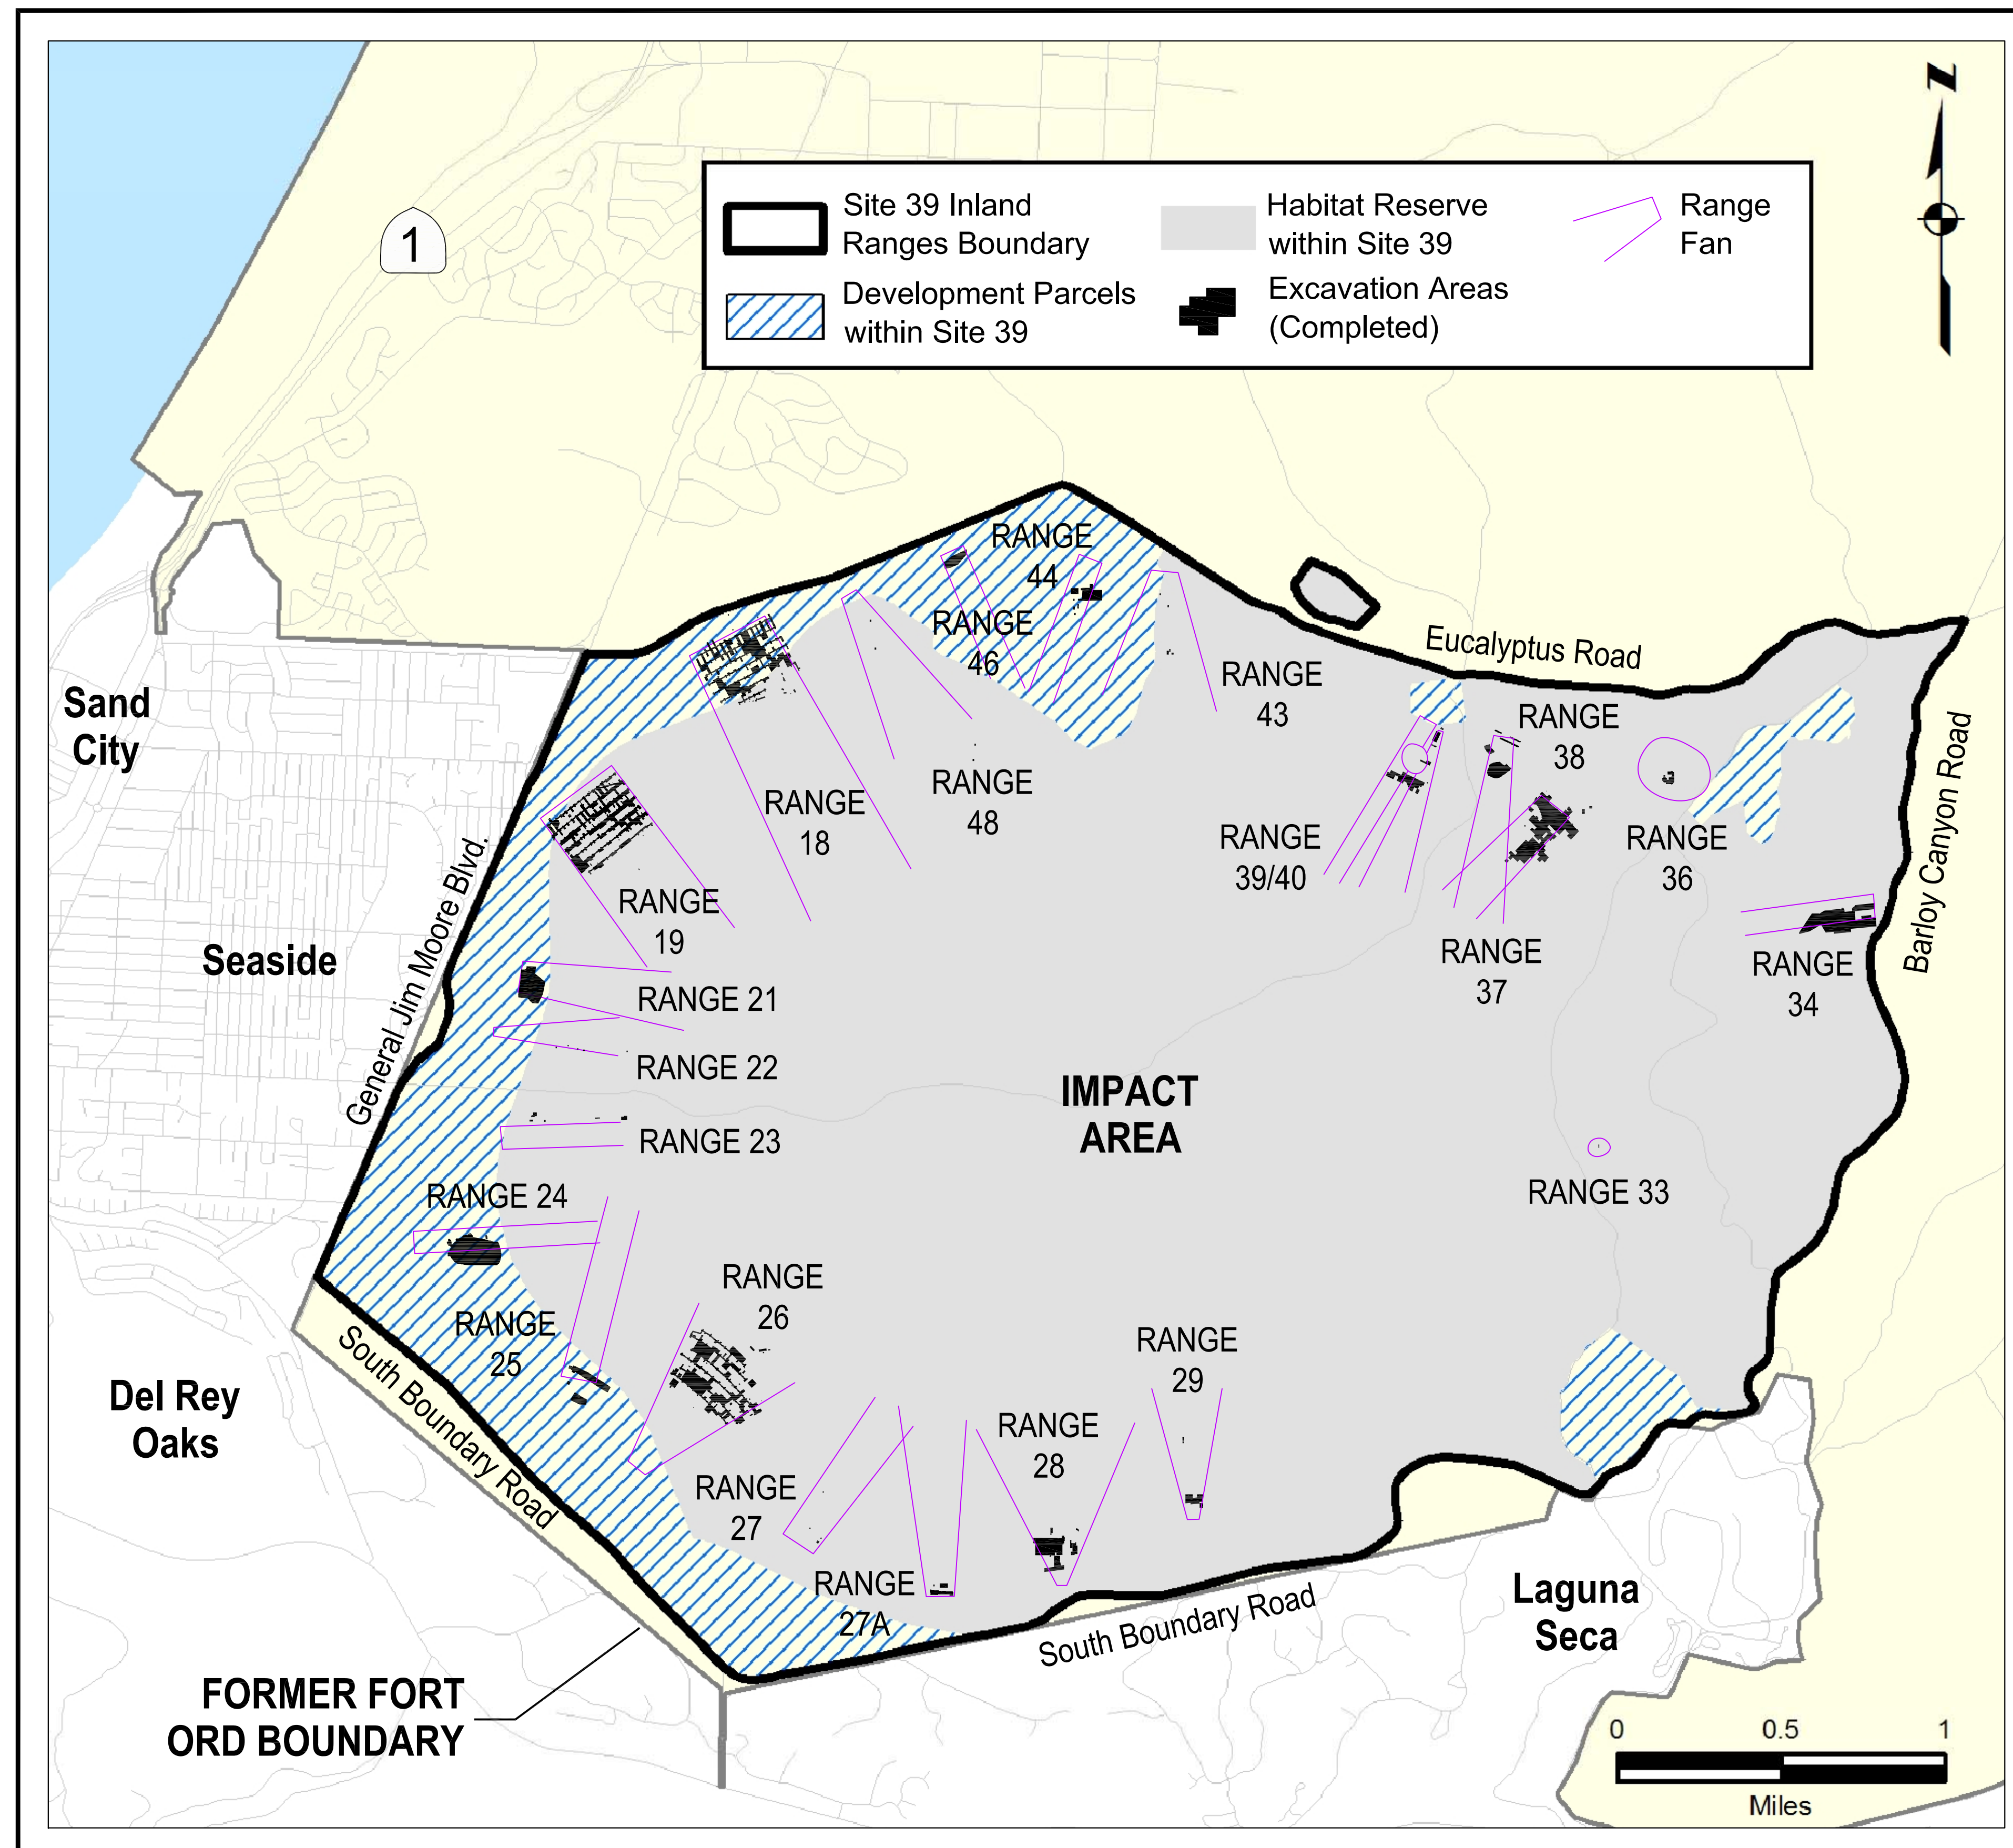 N
Site 39 Inland
Ranges Boundary
Habitat Reserve
within Site 39
Range
Fan
Development Parcels
within Site 39
Excavation Areas
(Completed)
1
RANGE
44
RANGE
46
RANGE
43
Eucalyptus Road
RANGE
38
Sand
City
RANGE
48
RANGE
18
RANGE
39/40
RANGE
36
Barloy Canyon Road
RANGE
19
General Jim Moore Blvd.
Seaside
RANGE
37
RANGE
34
RANGE 21
RANGE 22
IMPACT
AREA
RANGE 23
RANGE 24
RANGE 33
RANGE
26
RANGE
25
RANGE
29
South Boundary Road
Del Rey
Oaks
RANGE
28
RANGE
27
RANGE
27A
South Boundary Road
Laguna
Seca
FORMER FORT
ORD BOUNDARY
0 0.5 1
Miles